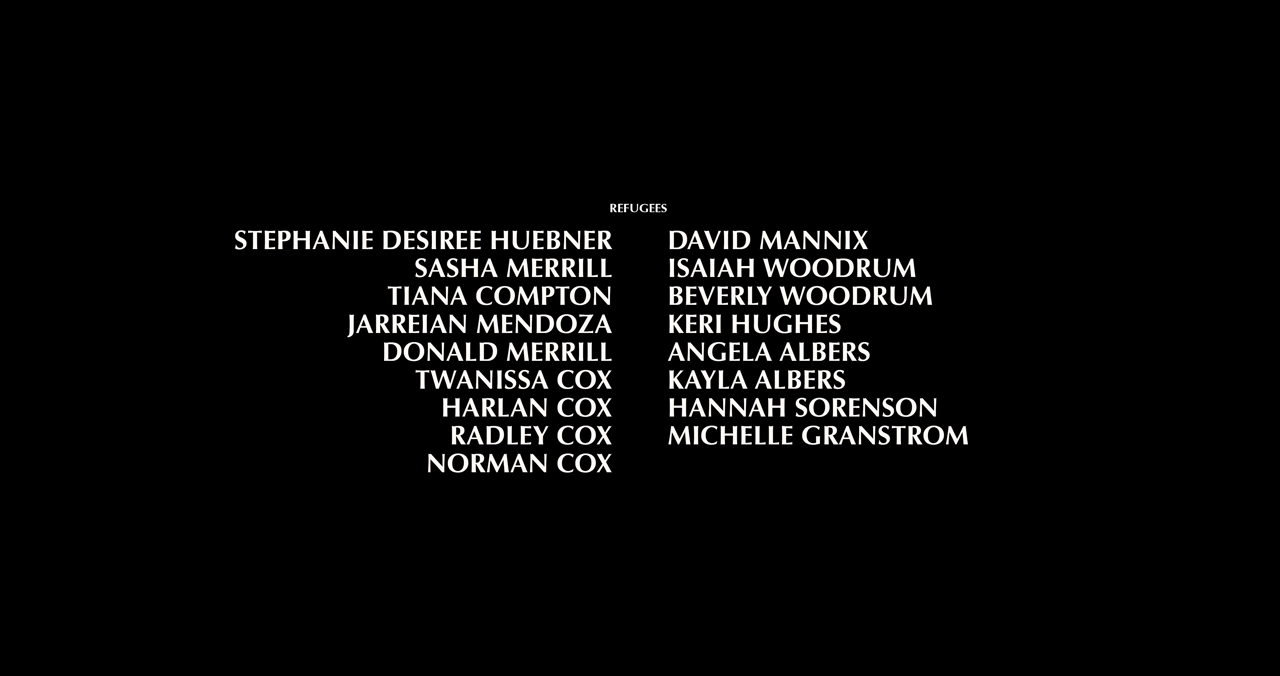 REFUGEES
STEPHANIE DESIREE HUEBNER
SASHA MERRILL
TIANA COMPTON
JARREIAN MENDOZA
DONALD MERRILL
TWANISSA COX
HARLAN COX
RADLEY COX
NORMAN COX
DAVID MANNIX
ISAIAH WOODRUM
BEVERLY WOODRUM
KERI HUGHES
ANGELA ALBERS
KAYLA ALBERS
HANNAH SORENSON
MICHELLE GRANSTROM